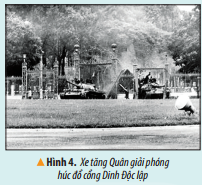 ▲ Hình 4. Xe tăng Quân giải phóng
húc đổ cổng Dinh Độc lập